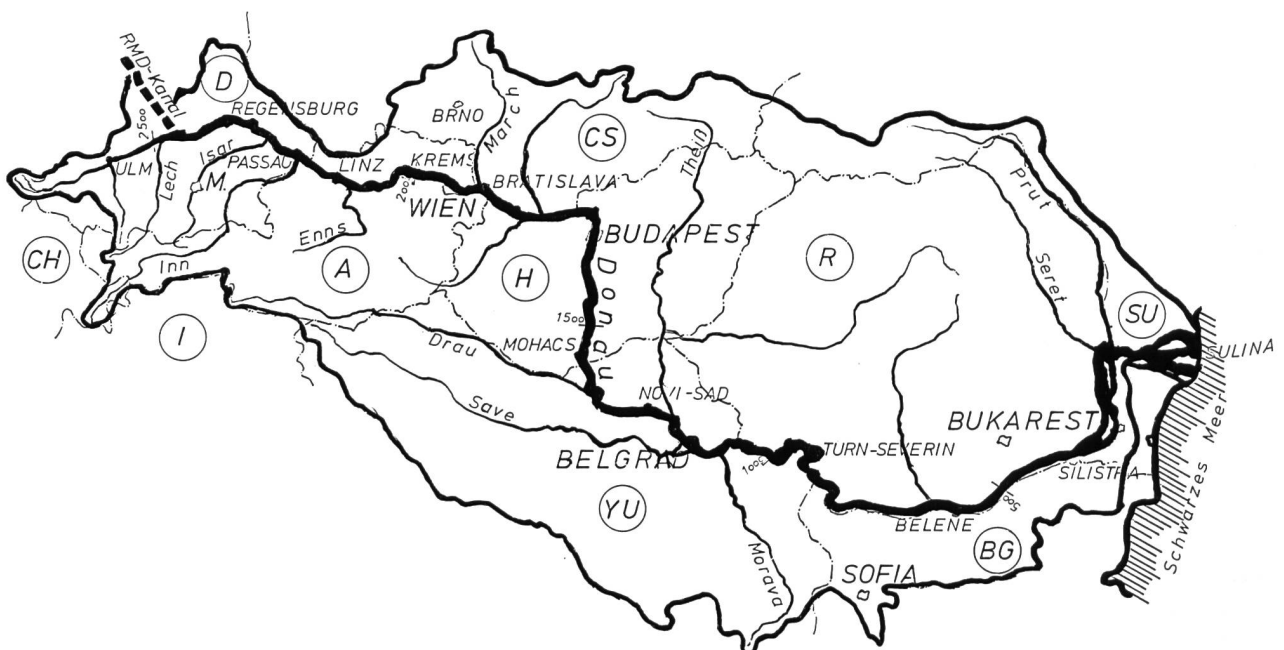 RMD-Kanal
D
REGENSBURG
2500
ULM
Lech
Isar
M.
PASSAU
LINZ
KREMS
2000
BRNO
March
CS
BRATISLAVA
WIEN
Theiß
BUDAPEST
Enns
Inn
CH
A
H
R
I
Donau
1500
MOHACS
Drau
Save
NOVI-SAD
Prut
Seret
SU
SULINA
BELGRAD
1000
TURN-SEVERIN
BUKAREST
SILISTRA
500
BELENE
YU
Morava
SOFIA
BG
Schwarzes Meer